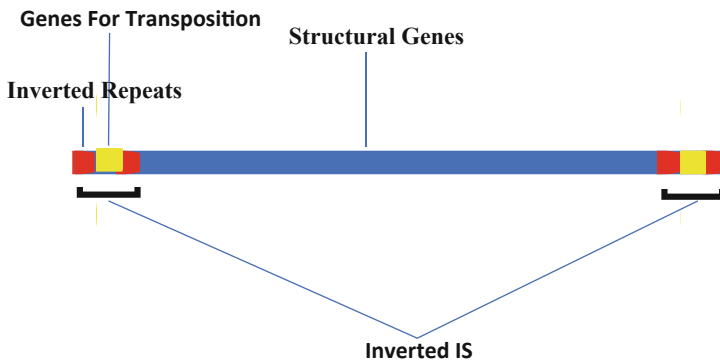 Genes For Transposition
Structural Genes
Inverted Repeats
Inverted IS